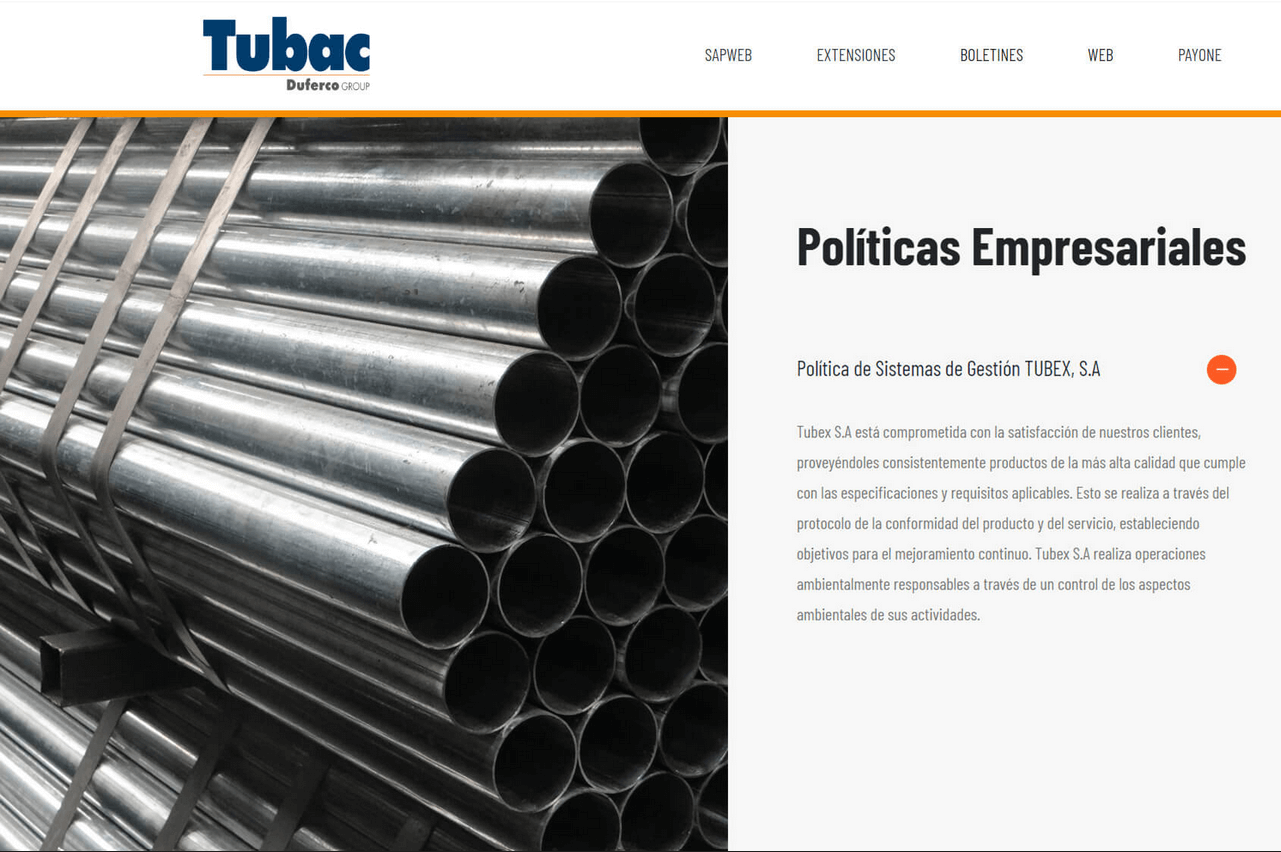 Tubac
Duferco GROUP
SAPWEB
EXTENSIONES
BOLETINES
WEB
PAYONE
Políticas Empresariales
Política de Sistemas de Gestión TUBEX, S.A
Tubex S.A está comprometida con la satisfacción de nuestros clientes,
proveyéndoles consistentemente productos de la más alta calidad que cumple
con las especificaciones y requisitos aplicables. Esto se realiza a través del
protocolo de la conformidad del producto y del servicio, estableciendo
objetivos para el mejoramiento continuo. Tubex S.A realiza operaciones
ambientalmente responsables a través de un control de los aspectos
ambientales de sus actividades.